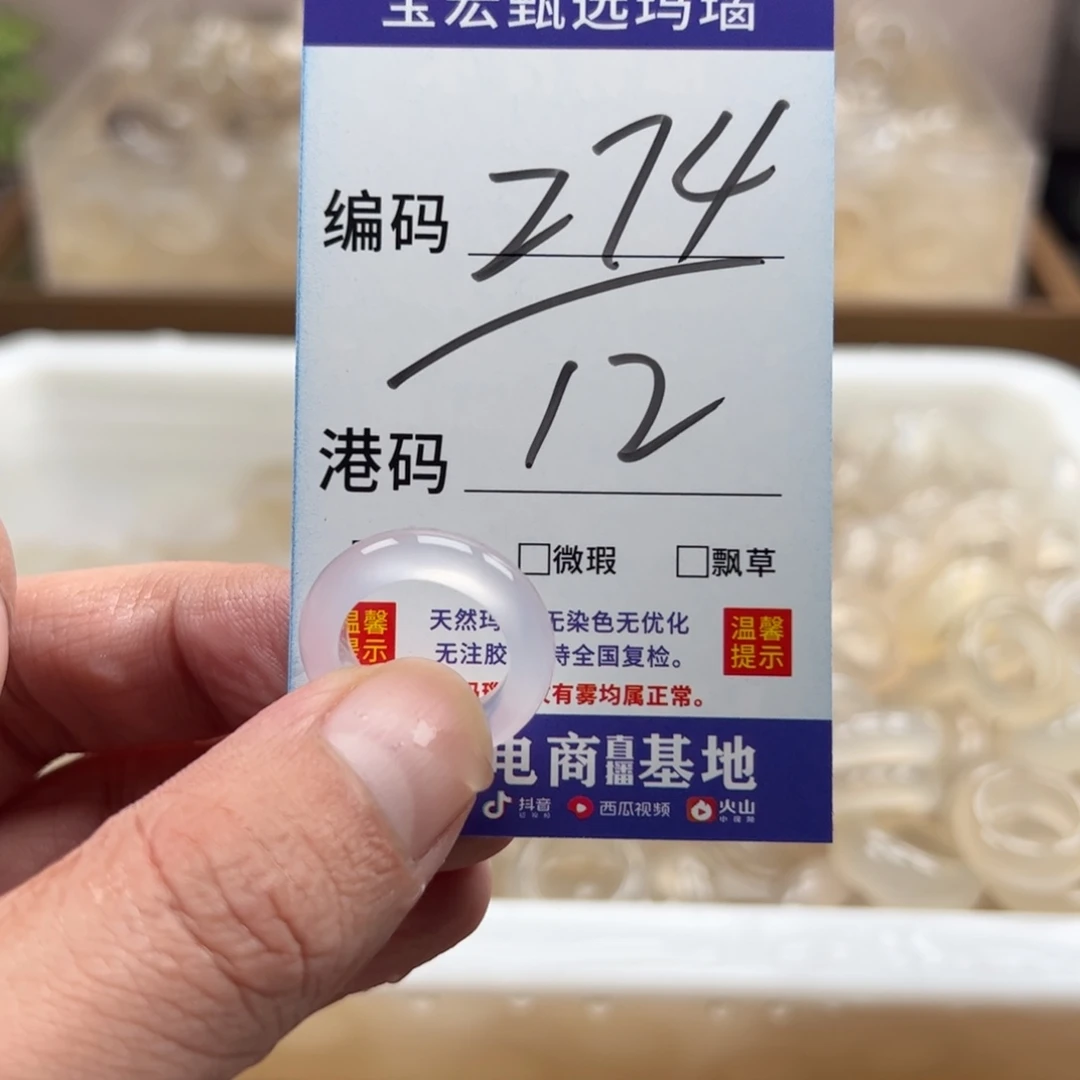 宝宏甄选玛瑙
编码 274
港码 12
□微瑕 □飘草
温馨提示
天然玛 无染色无优化
无注胶 持全国复检。
有雾均属正常。
温馨提示
电商直播基地
抖音 西瓜视频 火山